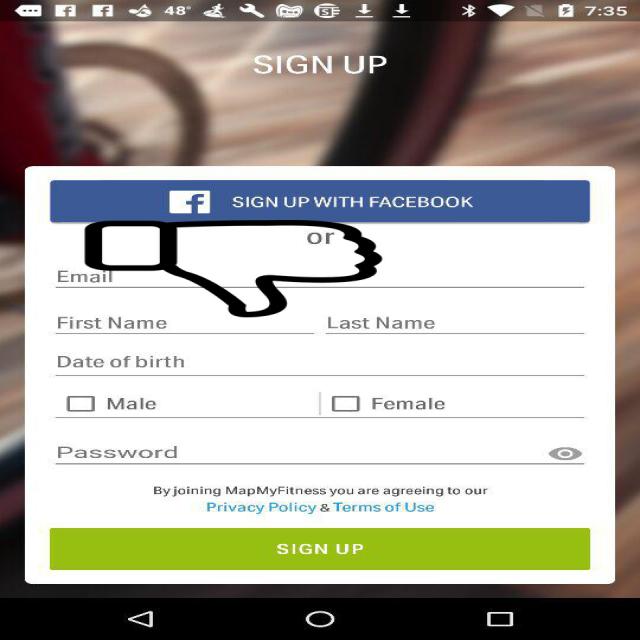 48° 7:35
SIGN UP
f SIGN UP WITH FACEBOOK
or
Email
First Name Last Name
Date of birth
Male Female
Password
By joining MapMyFitness you are agreeing to our
Privacy Policy & Terms of Use
SIGN UP